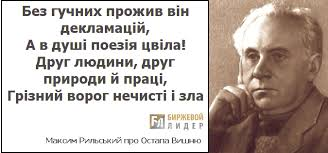 Без гучних прожив він
декламацій,
А в душі поезія цвіла!
Друг людини, друг
природи й праці,
Грізний ворог нечисті і зла
БИРЖЕВОЙ
ЛИДЕР
Максим Рильський про Остапа Вишню